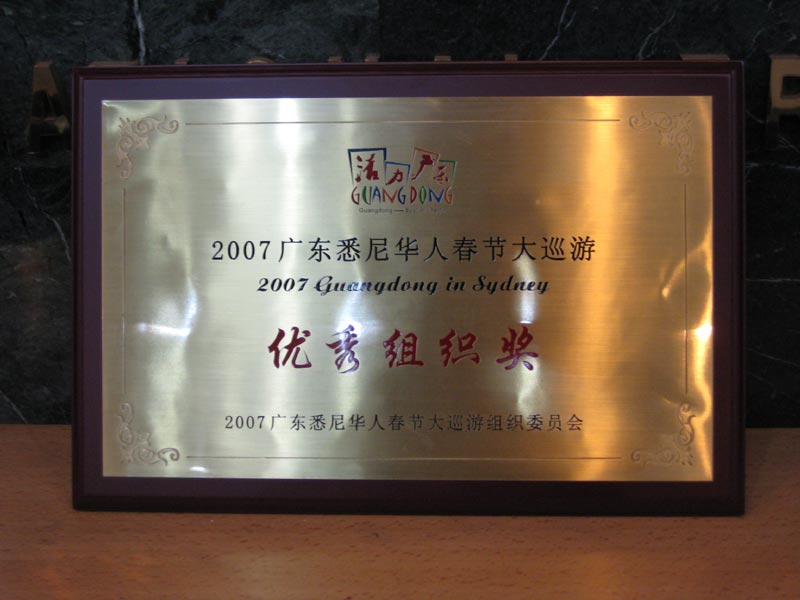 活力广东
GUANGDONG
2007广东悉尼华人春节大巡游
2007 Guangdong in Sydney
优秀组织奖
2007广东悉尼华人春节大巡游组织委员会